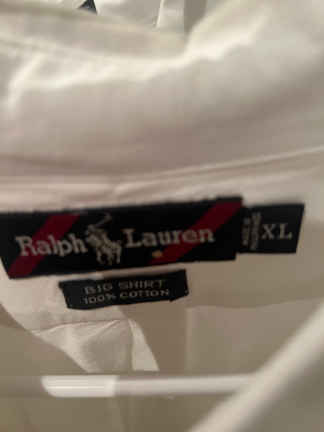 Ralph Lauren
XL
BIG SHIRT
100% COTTON